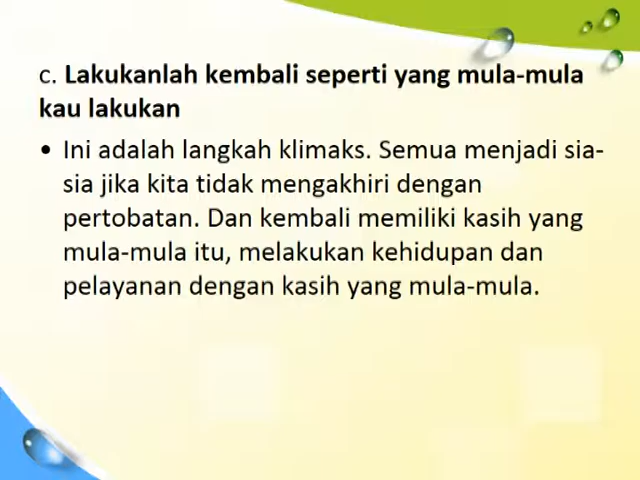 c. Lakukanlah kembali seperti yang mula-mula
kau lakukan
• Ini adalah langkah klimaks. Semua menjadi sia-
sia jika kita tidak mengakhiri dengan
pertobatan. Dan kembali memiliki kasih yang
mula-mula itu, melakukan kehidupan dan
pelayanan dengan kasih yang mula-mula.